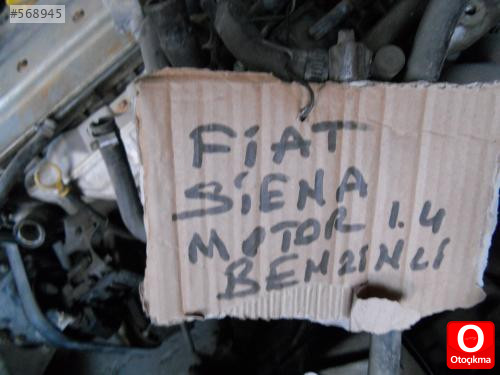 #568945
FiAT
SiENA
MOTOR 1.4
BENZiNLi
O
Otoçıkma